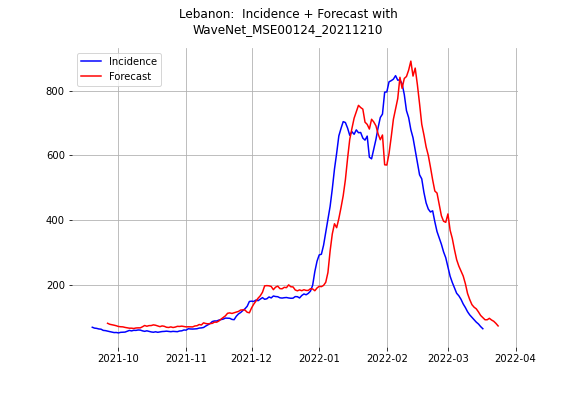 Lebanon:  Incidence + Forecast with
WaveNet_MSE00124_20211210
Incidence
Forecast
800
600
400
200
2021-10
2021-11
2021-12
2022-01
2022-02
2022-03
2022-04